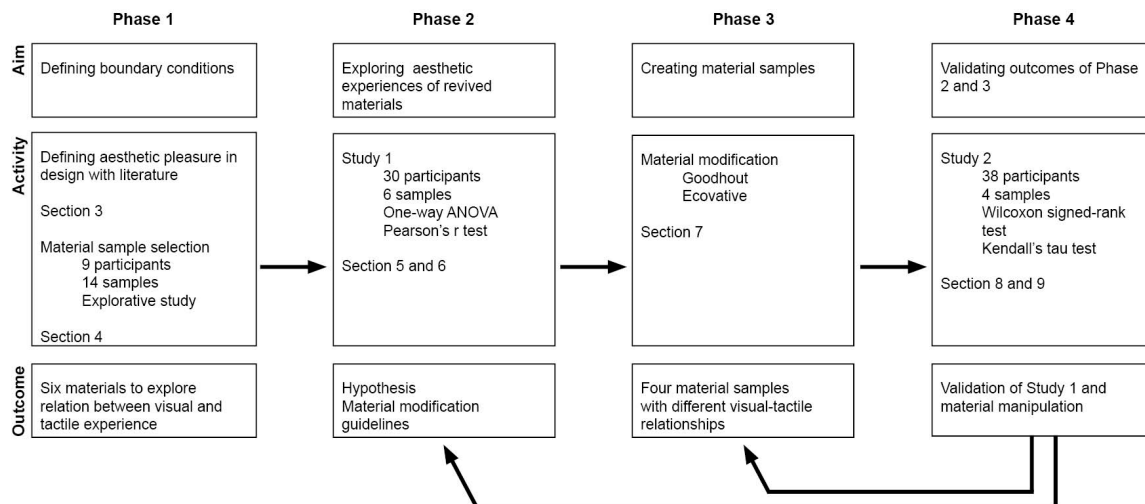 Phase 1
Phase 2
Phase 3
Phase 4
Aim
Defining boundary conditions
Exploring aesthetic
experiences of revived
materials
Creating material samples
Validating outcomes of Phase
2 and 3
Activity
Defining aesthetic pleasure in
design with literature
Section 3
Material sample selection
9 participants
14 samples
Explorative study
Section 4
Study 1
30 participants
6 samples
One-way ANOVA
Pearson's r test
Section 5 and 6
Material modification
Goodhout
Ecovative
Section 7
Study 2
38 participants
4 samples
Wilcoxon signed-rank
test
Kendall's tau test
Section 8 and 9
Outcome
Six materials to explore
relation between visual and
tactile experience
Hypothesis
Material modification
guidelines
Four material samples
with different visual-tactile
relationships
Validation of Study 1 and
material manipulation